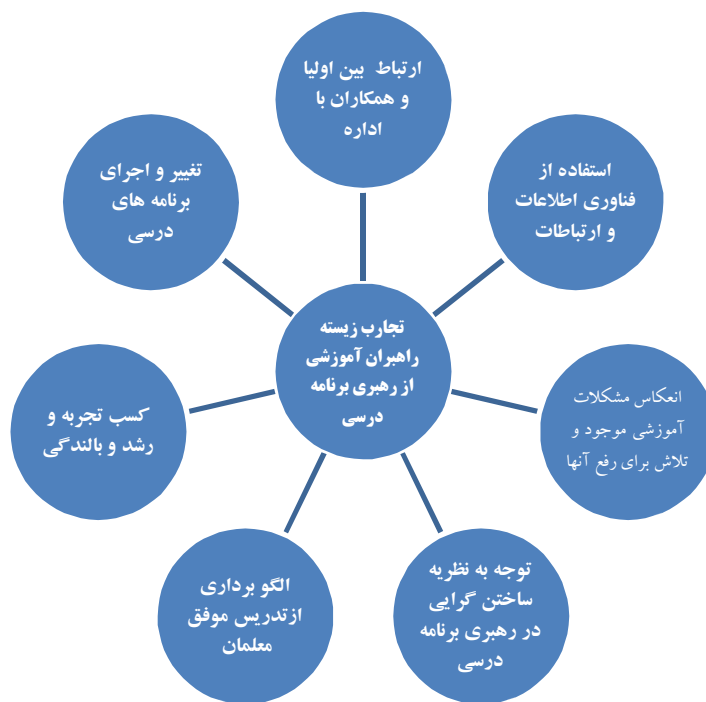 ارتباط بین اولیا
و همکاران با
اداره
استفاده از
فناوری اطلاعات
و ارتباطات
انعکاس مشکلات
آموزشی موجود و
تلاش برای رفع آنها
توجه به نظریه
ساختن گرایی
در رهبری برنامه
درسی
الگو برداری
ازتدریس موفق
معلمان
کسب تجربه و
رشد و بالندگی
تغییر و اجرای
برنامه های
درسی
تجارب زیسته
راهبران آموزشی
از رهبری برنامه
درسی